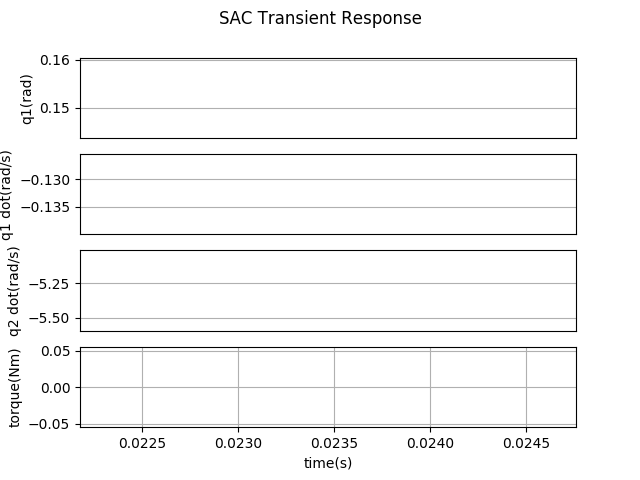 SAC Transient Response
0.16
0.15
q1(rad)
−0.130
−0.135
q1 dot(rad/s)
−5.25
−5.50
q2 dot(rad/s)
0.05
0.00
−0.05
torque(Nm)
0.0225 0.0230 0.0235 0.0240 0.0245
time(s)